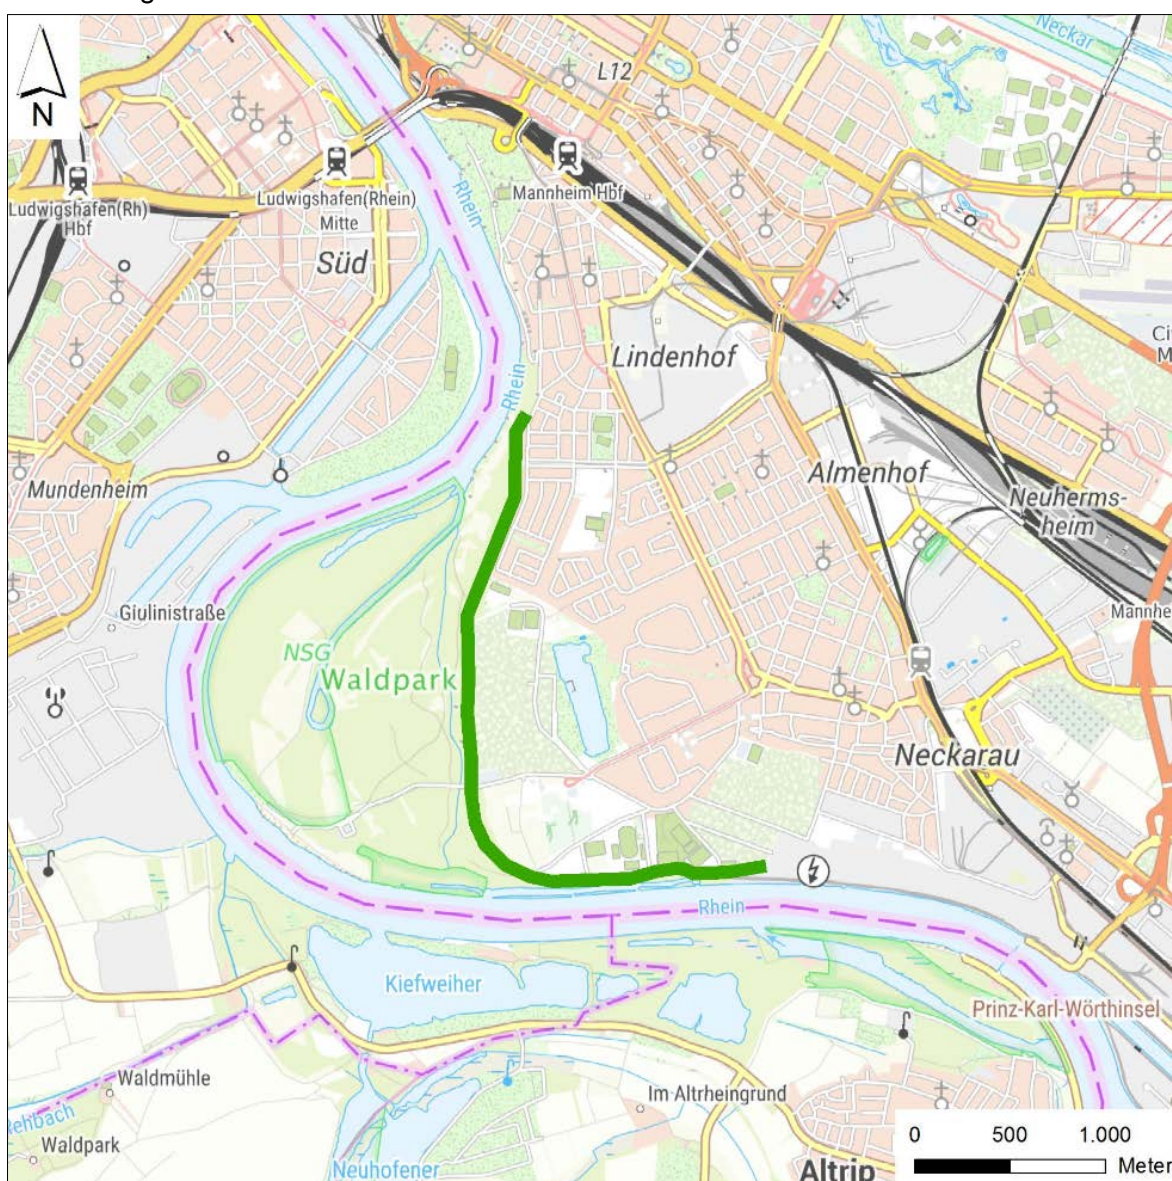 N
Neckar
L12
Ludwigshafen(Rh)
Hbf
Ludwigshafen(Rhein)
Mitte
Mannheim Hbf
Rhein
Süd
Lindenhof
Rhein
Mundenheim
Almenhof
Neuherms-
heim
Giulinistraße
NSG
Waldpark
Neckarau
Rhein
Kiefweiher
Prinz-Karl-Wörthinsel
Waldmühle
Im Altrheingrund
Waldpark
Neuhofener
Altrip
0 500 1.000
Meter